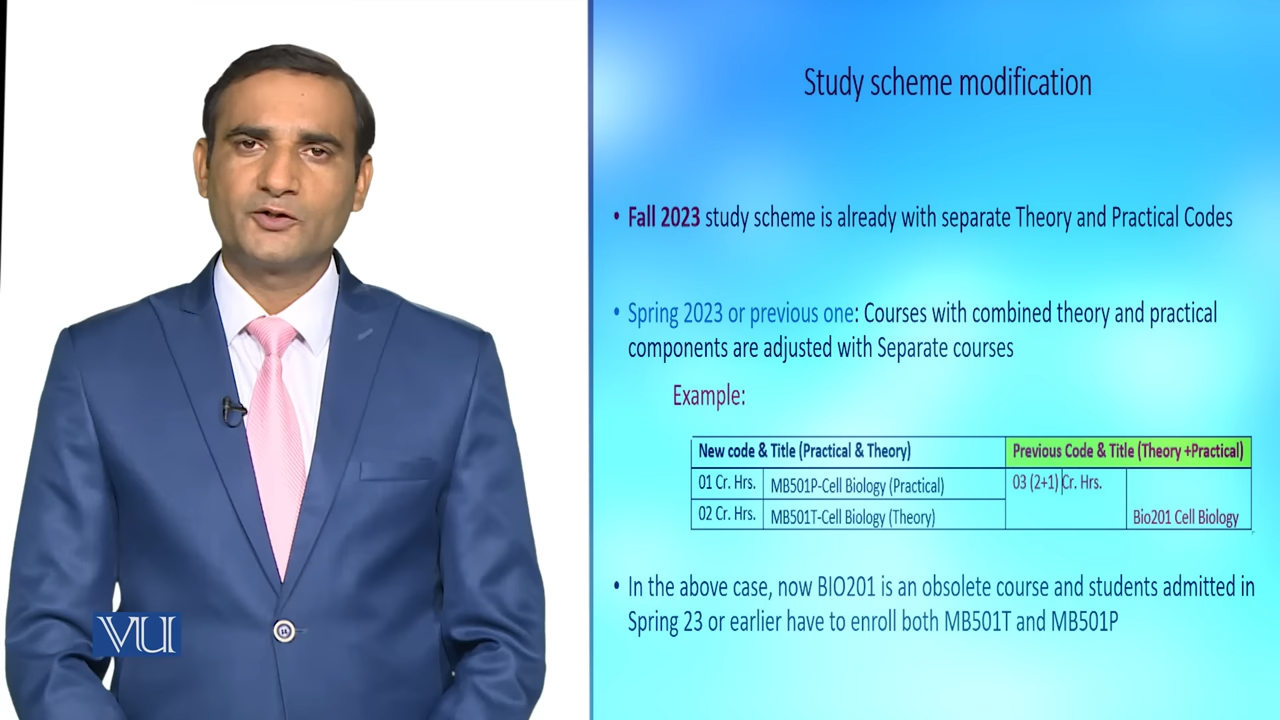 Study scheme modification
• Fall 2023 study scheme is already with separate Theory and Practical Codes
• Spring 2023 or previous one: Courses with combined theory and practical
components are adjusted with Separate courses
Example:
New code & Title (Practical & Theory) Previous Code & Title (Theory +Practical)
01 Cr. Hrs. MB501P-Cell Biology (Practical) 03 (2+1) Cr. Hrs.
02 Cr. Hrs. MB501T-Cell Biology (Theory) Bio201 Cell Biology
• In the above case, now BIO201 is an obsolete course and students admitted in
Spring 23 or earlier have to enroll both MB501T and MB501P
VU